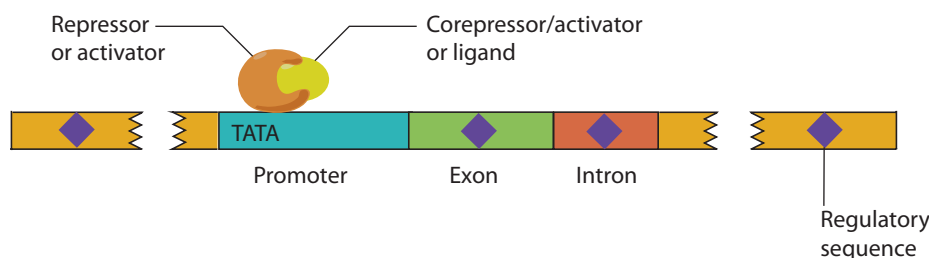 Repressor
or activator
Corepressor/activator
or ligand
TATA
Promoter
Exon
Intron
Regulatory
sequence